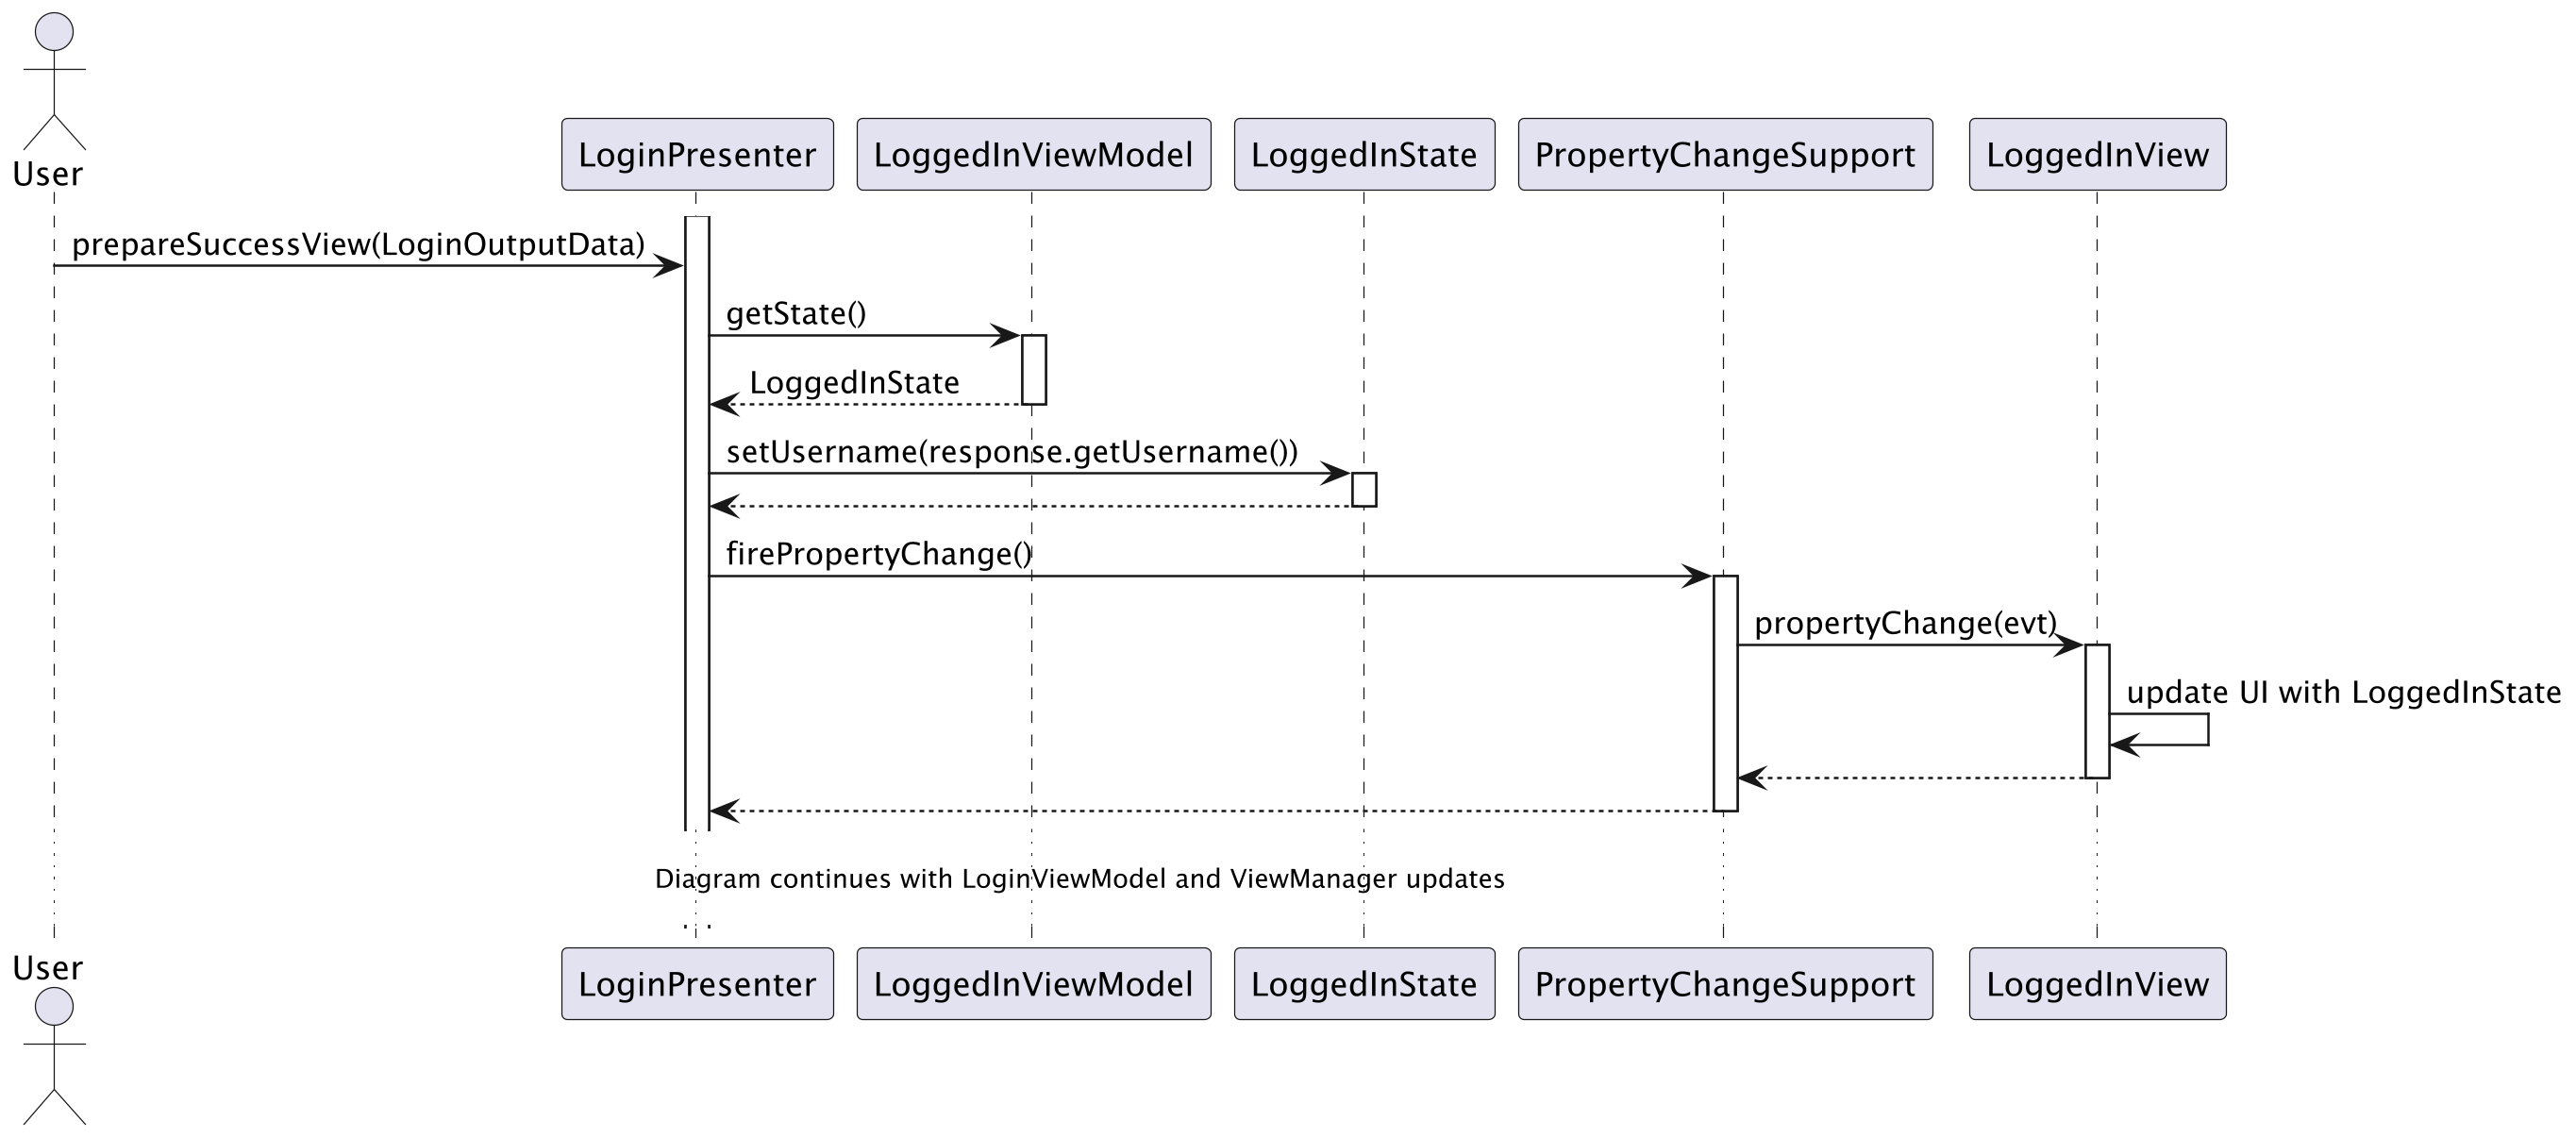 User
LoginPresenter
LoggedInViewModel
LoggedInState
PropertyChangeSupport
LoggedInView
prepareSuccessView(LoginOutputData)
getState()
LoggedInState
setUsername(response.getUsername())
firePropertyChange()
propertyChange(evt)
update UI with LoggedInState
Diagram continues with LoginViewModel and ViewManager updates
User
LoginPresenter
LoggedInViewModel
LoggedInState
PropertyChangeSupport
LoggedInView